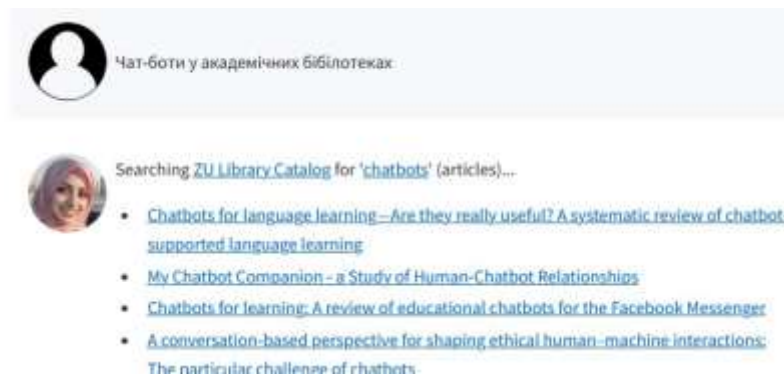 Чат-боти у академічних бібілотеках
Searching ZU Library Catalog for 'chatbots' (articles)...
• Chatbots for language learning—Are they really useful? A systematic review of chatbot
supported language learning
• My Chatbot Companion - a Study of Human-Chatbot Relationships
• Chatbots for learning: A review of educational chatbots for the Facebook Messenger
• A conversation-based perspective for shaping ethical human–machine interactions:
The particular challenge of chatbots